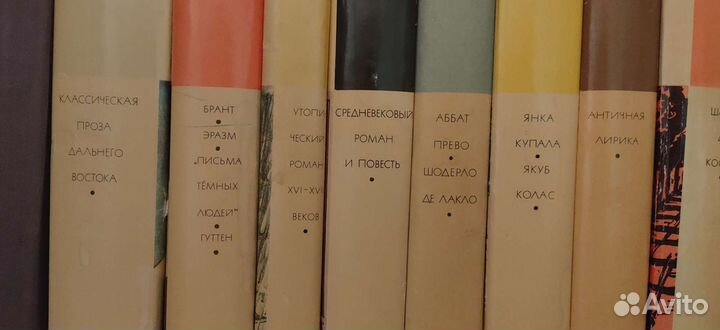 КЛАССИЧЕСКАЯ
ПРОЗА
ДАЛЬНЕГО
ВОСТОКА
БРАНТ
ЭРАЗМ
„ПИСЬМА
ТЁМНЫХ
ЛЮДЕЙ"
ГУТТЕН
УТОПИ
ЧЕСКИЙ
РОМАН
XVI–XVII
ВЕКОВ
СРЕДНЕВЕКОВЫЙ
РОМАН
И ПОВЕСТЬ
АББАТ
ПРЕВО
ШОДЕРЛО
ДЕ ЛАКЛО
ЯНКА
КУПАЛА
ЯКУБ
КОЛАС
АНТИЧНАЯ
ЛИРИКА
Avito